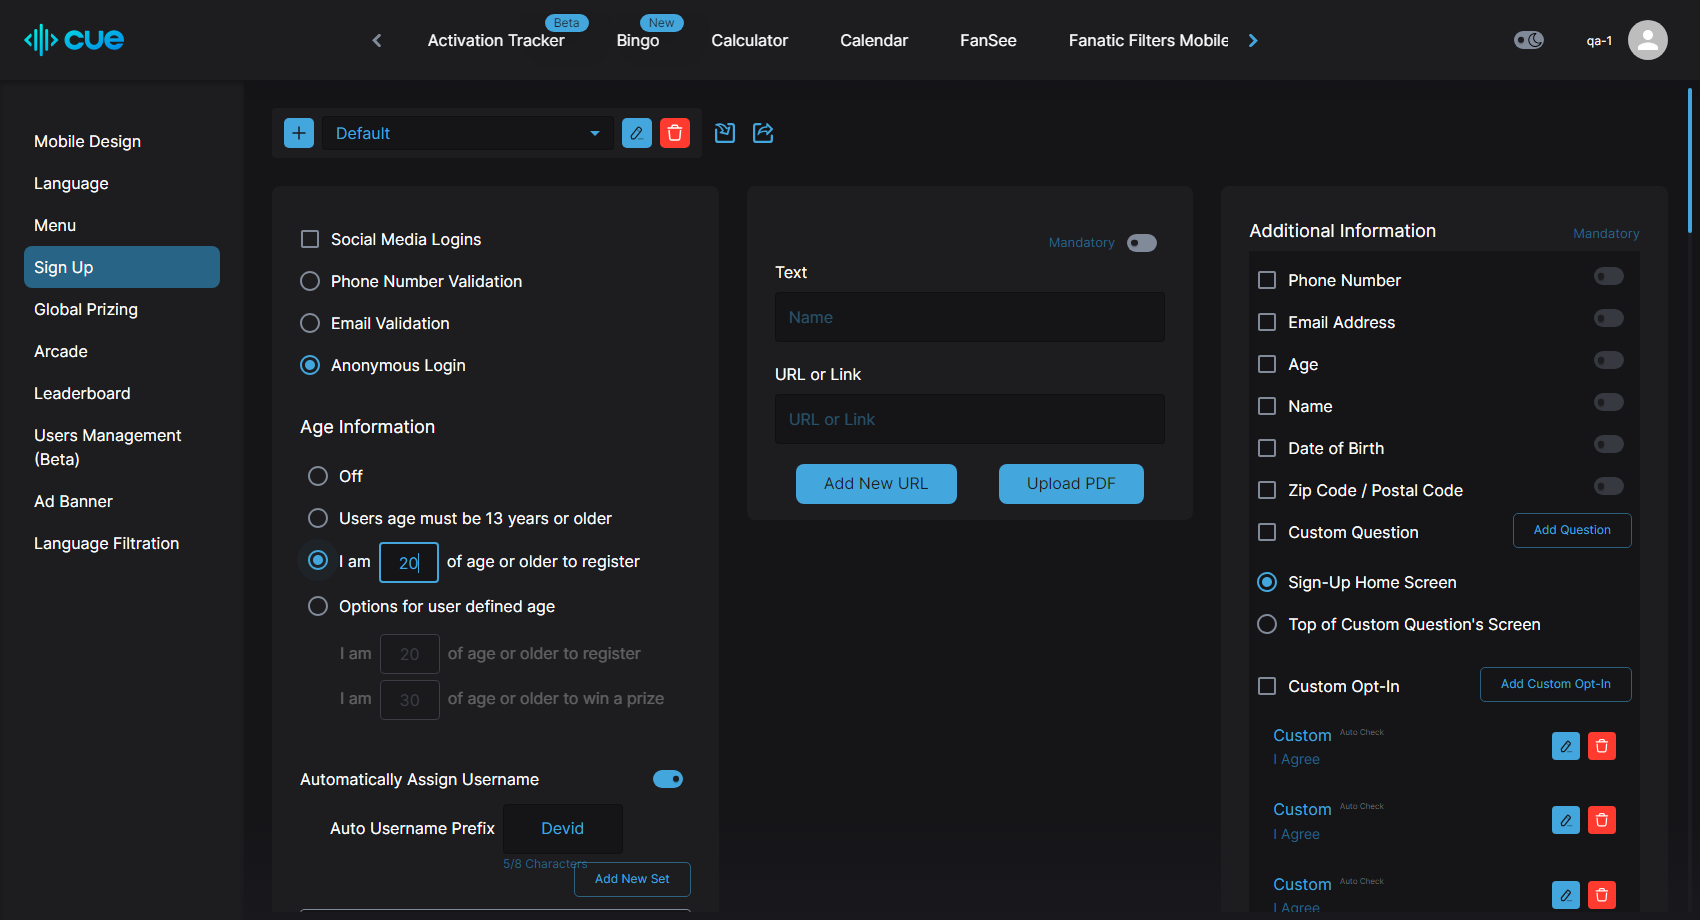 cue
Activation Tracker
Beta
Bingo
New
Calculator
Calendar
FanSee
Fanatic Filters Mobile
qa-1
Mobile Design
Language
Menu
Sign Up
Global Prizing
Arcade
Leaderboard
Users Management
(Beta)
Ad Banner
Language Filtration
Default
Social Media Logins
Phone Number Validation
Email Validation
Anonymous Login
Age Information
Off
Users age must be 13 years or older
I am 20 of age or older to register
Options for user defined age
I am 20 of age or older to register
I am 30 of age or older to win a prize
Automatically Assign Username
Auto Username Prefix Devid
5/8 Characters
Add New Set
Mandatory
Text
Name
URL or Link
URL or Link
Add New URL
Upload PDF
Additional Information
Mandatory
Phone Number
Email Address
Age
Name
Date of Birth
Zip Code / Postal Code
Custom Question
Add Question
Sign-Up Home Screen
Top of Custom Question's Screen
Custom Opt-In
Add Custom Opt-In
Custom Auto Check
I Agree
Custom Auto Check
I Agree
Custom Auto Check
I Agree